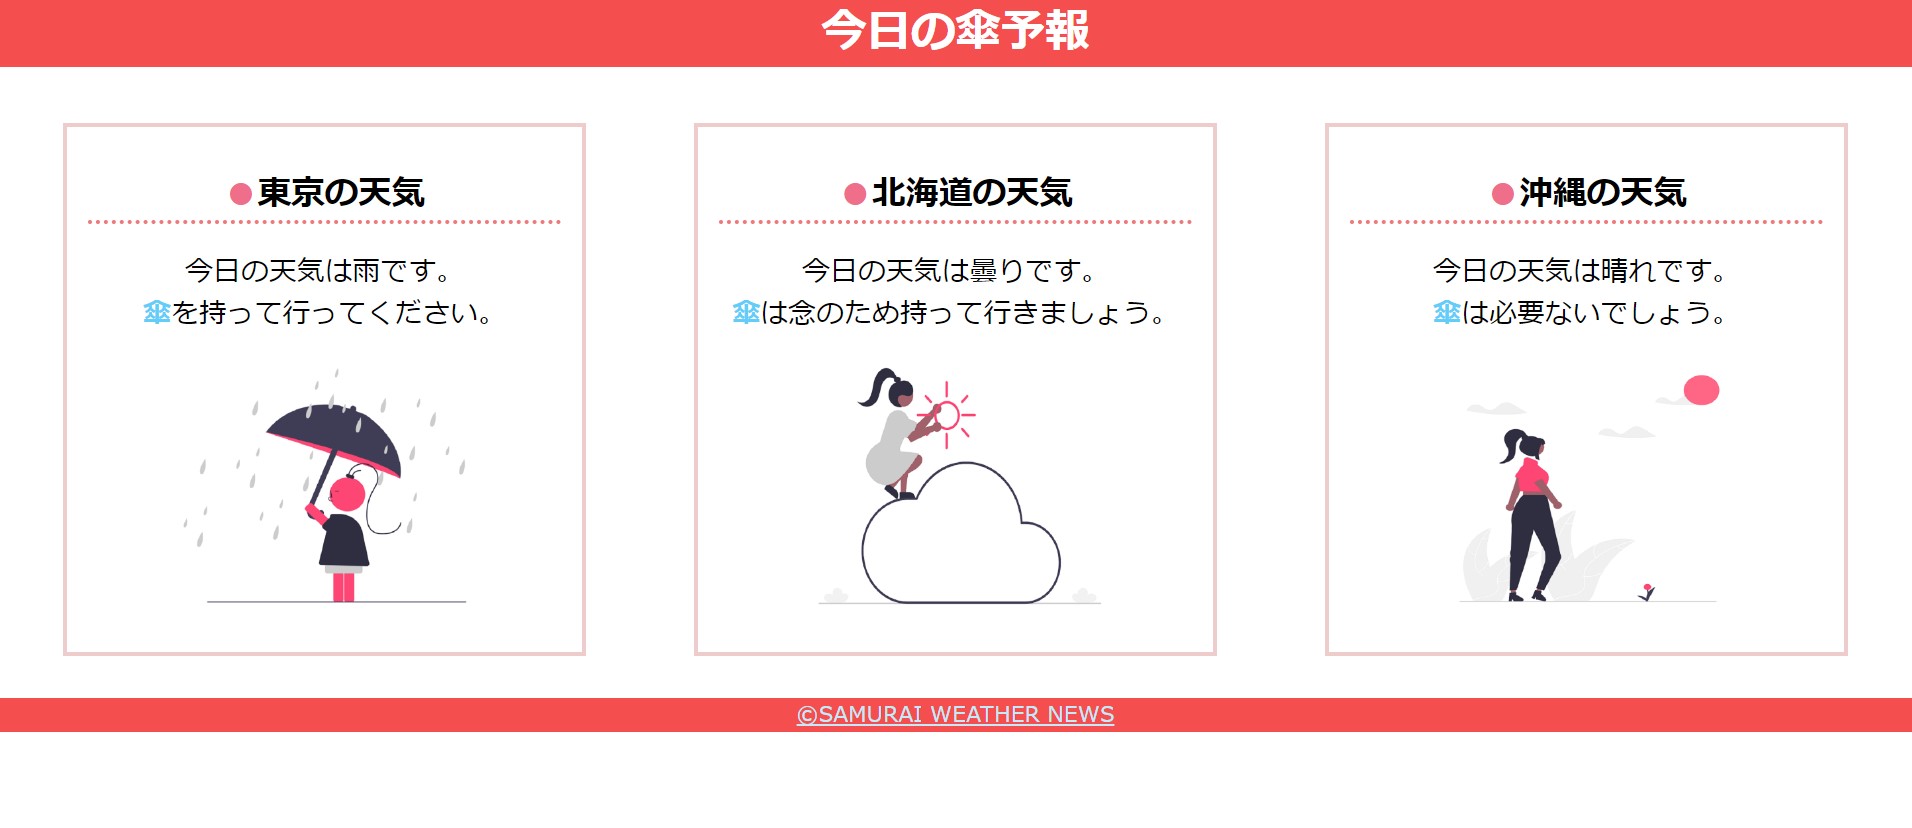 今日の傘予報
●東京の天気
今日の天気は雨です。
傘を持って行ってください。
●北海道の天気
今日の天気は曇りです。
傘は念のため持って行きましょう。
●沖縄の天気
今日の天気は晴れです。
傘は必要ないでしょう。
©SAMURAI WEATHER NEWS